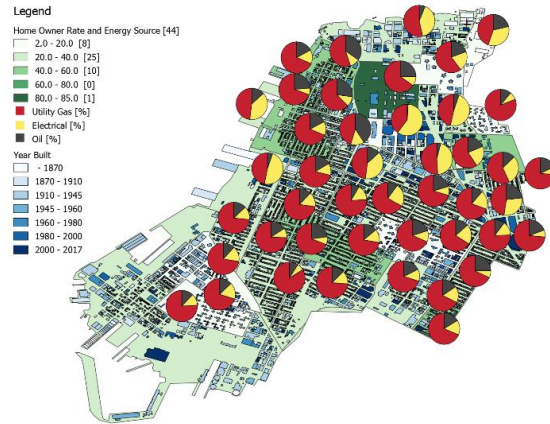 Legend
Home Owner Rate and Energy Source [44]
2.0 - 20.0 [8]
20.0 - 40.0 [25]
40.0 - 60.0 [10]
60.0 - 80.0 [0]
80.0 - 85.0 [1]
Utility Gas [%]
Electrical [%]
Oil [%]
Year Built
- 1870
1870 - 1910
1910 - 1945
1945 - 1960
1960 - 1980
1980 - 2000
2000 - 2017